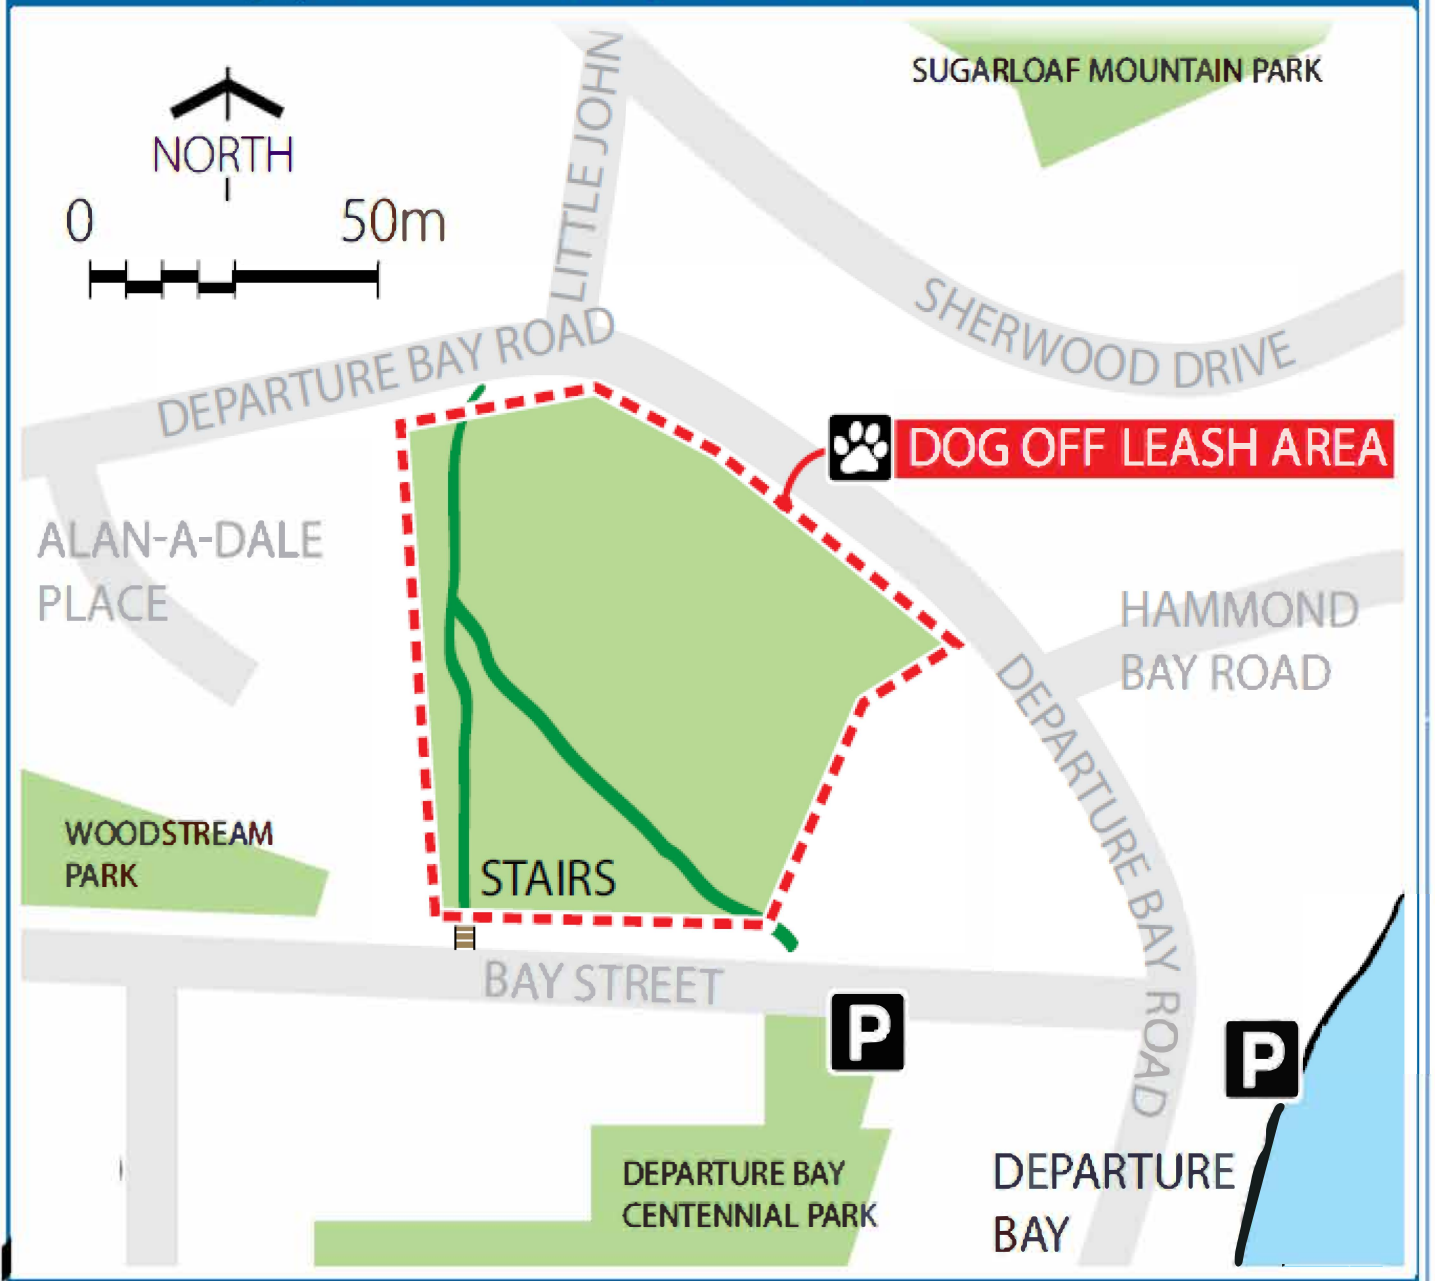 SUGARLOAF MOUNTAIN PARK
NORTH
0 50m
LITTLE JOHN
DEPARTURE BAY ROAD
SHERWOOD DRIVE
DOG OFF LEASH AREA
ALAN-A-DALE
PLACE
HAMMOND
BAY ROAD
DEPARTURE BAY ROAD
WOODSTREAM
PARK
STAIRS
BAY STREET
P
P
DEPARTURE BAY
CENTENNIAL PARK
DEPARTURE
BAY